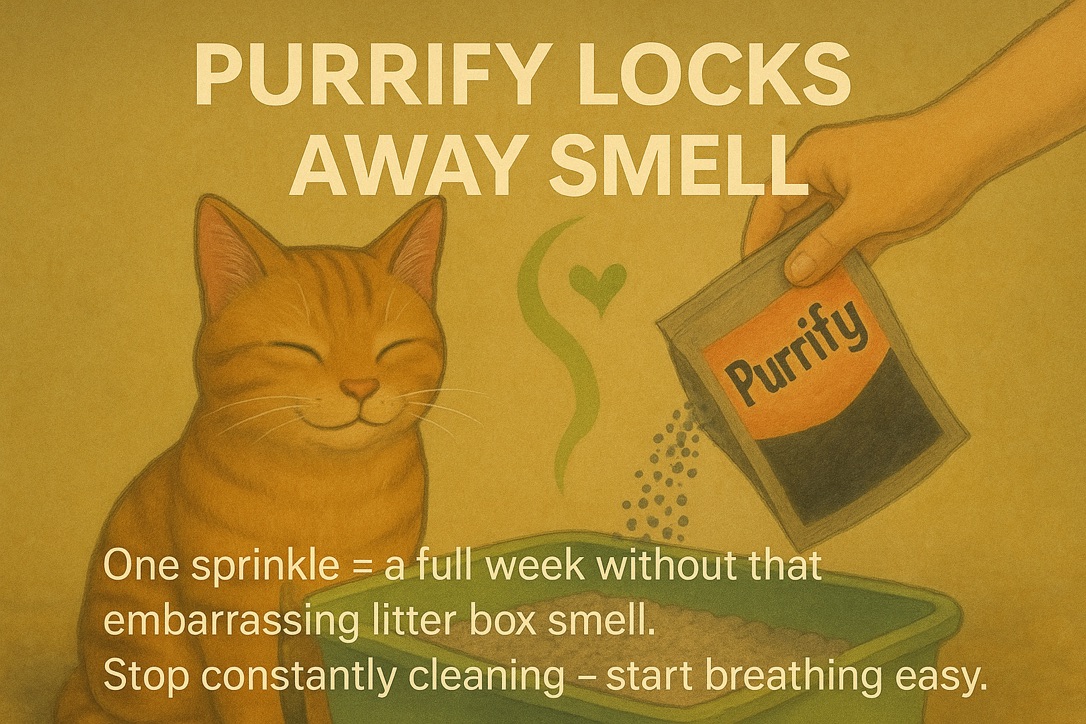 PURRIFY LOCKS
AWAY SMELL
Purrify
One sprinkle = a full week without that
embarrassing litter box smell.
Stop constantly cleaning – start breathing easy.